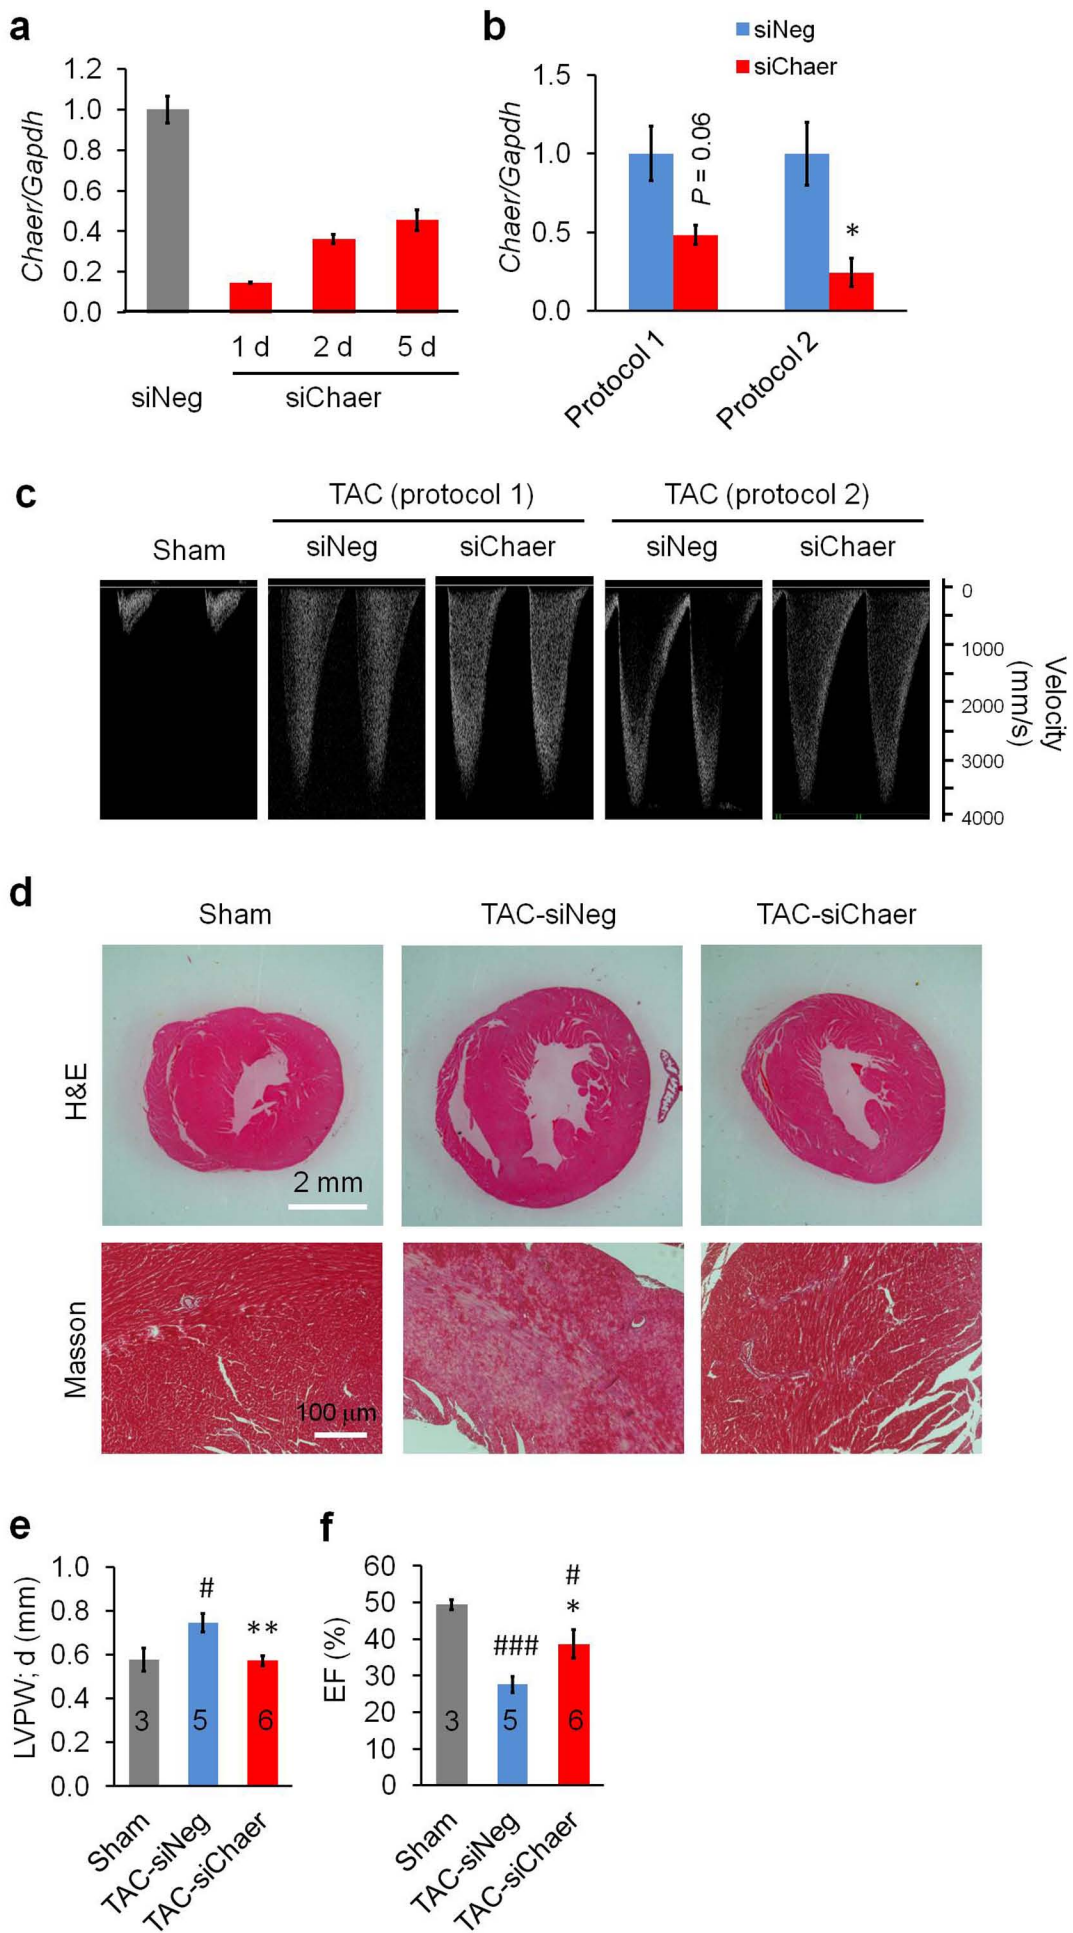 a
1.2
1.0
0.8
0.6
0.4
0.2
0.0
Chaer/Gapdh
1 d 2 d 5 d
siNeg siChaer
b
siNeg
siChaer
1.5
1.0
0.5
0.0
Chaer/Gapdh
P = 0.06
*
Protocol 1
Protocol 2
c
TAC (protocol 1) TAC (protocol 2)
Sham siNeg siChaer siNeg siChaer
0
1000
2000
3000
4000
Velocity
(mm/s)
d
Sham TAC-siNeg TAC-siChaer
H&E
2 mm
Masson
100 μm
e
1.0
0.8
0.6
0.4
0.2
0.0
LVPW; d (mm)
#
**
3 5 6
Sham
TAC-siNeg
TAC-siChaer
f
60
50
40
30
20
10
0
EF (%)
###
#
*
3 5 6
Sham
TAC-siNeg
TAC-siChaer